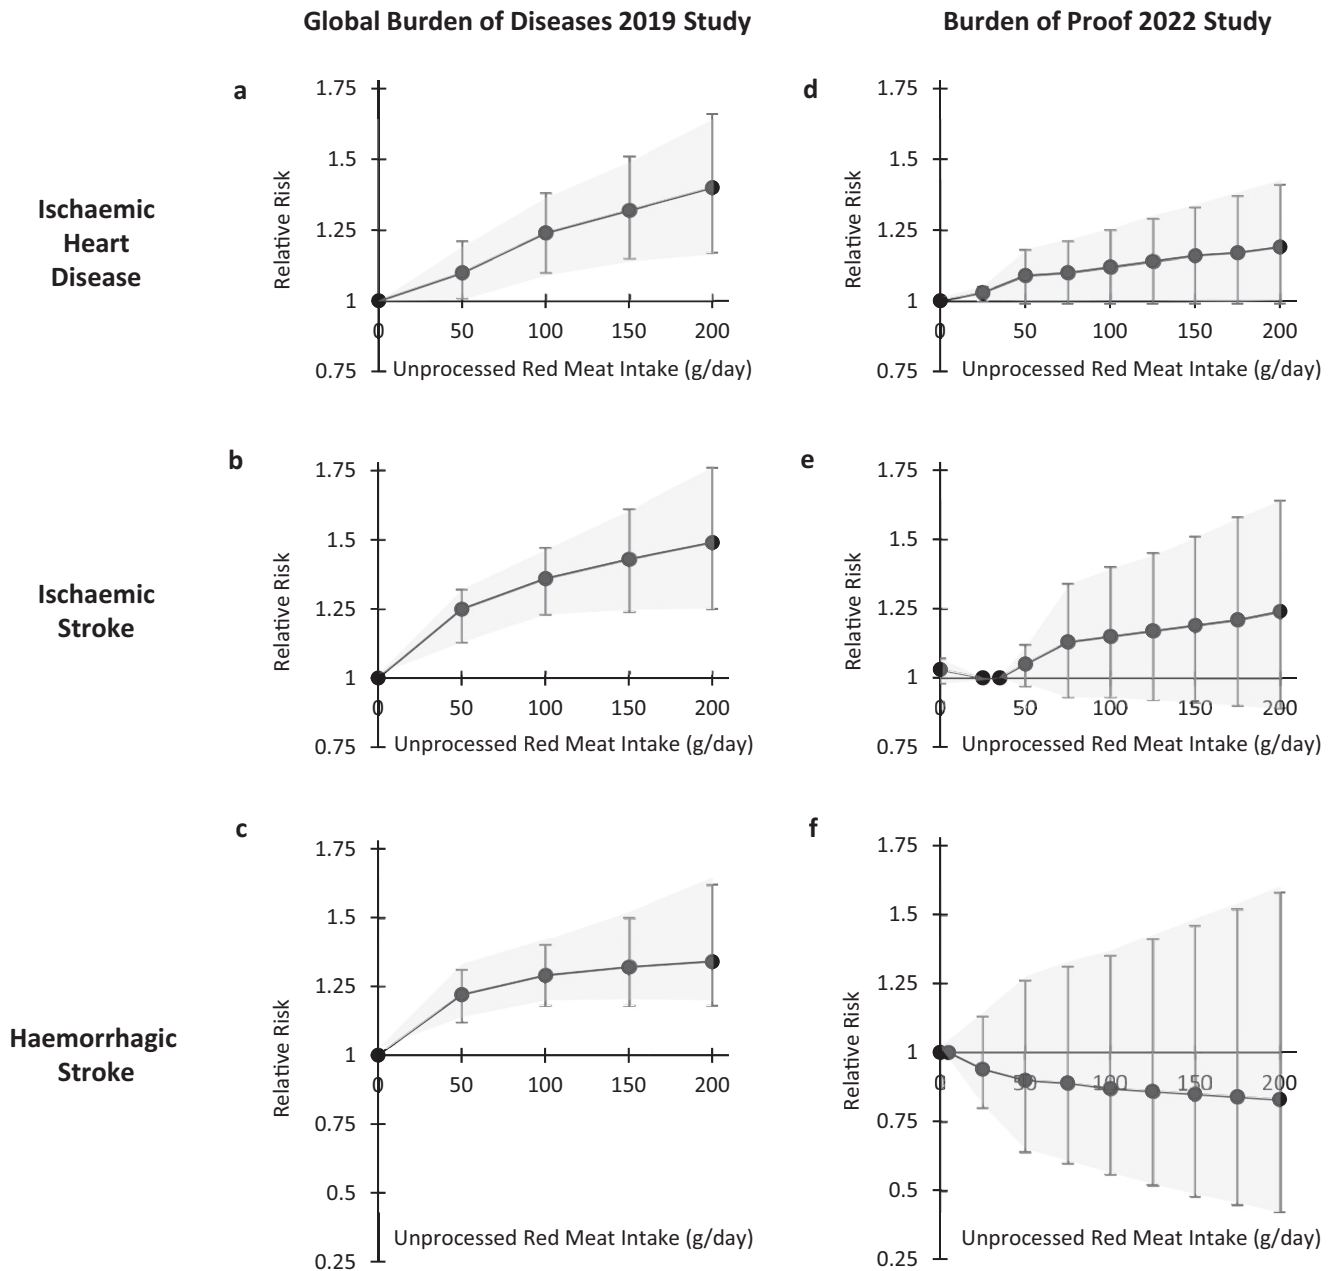 Global Burden of Diseases 2019 Study
Burden of Proof 2022 Study
Ischaemic
Heart
Disease
a
1.75
1.5
1.25
1
0.75
Relative Risk
0 50 100 150 200
Unprocessed Red Meat Intake (g/day)
d
1.75
1.5
1.25
1
0.75
Relative Risk
0 50 100 150 200
Unprocessed Red Meat Intake (g/day)
Ischaemic
Stroke
b
1.75
1.5
1.25
1
0.75
Relative Risk
0 50 100 150 200
Unprocessed Red Meat Intake (g/day)
e
1.75
1.5
1.25
1
0.75
Relative Risk
0 50 100 150 200
Unprocessed Red Meat Intake (g/day)
Haemorrhagic
Stroke
c
1.75
1.5
1.25
1
0.75
0.5
0.25
Relative Risk
0 50 100 150 200
Unprocessed Red Meat Intake (g/day)
f
1.75
1.5
1.25
1
0.75
0.5
0.25
Relative Risk
0 50 100 150 200
Unprocessed Red Meat Intake (g/day)